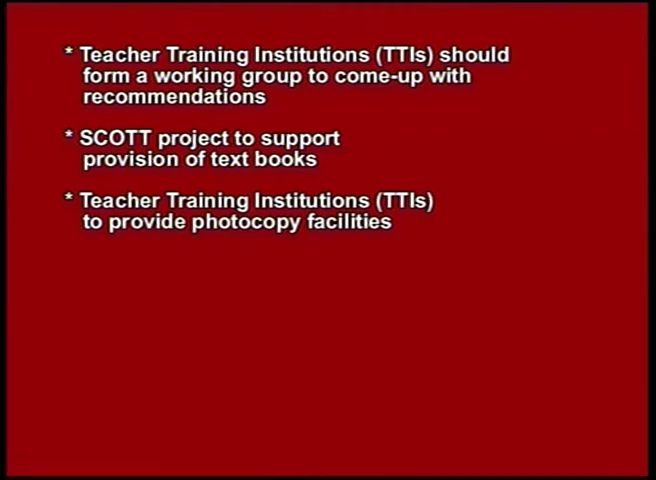 * Teacher Training Institutions (TTIs) should
form a working group to come-up with
recommendations
* SCOTT project to support
provision of text books
* Teacher Training Institutions (TTIs)
to provide photocopy facilities